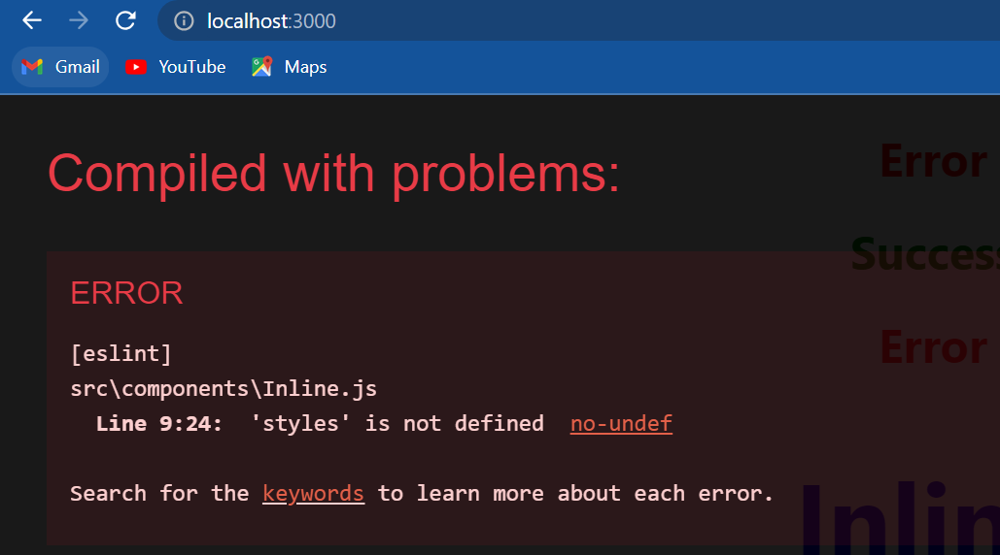 localhost:3000
Gmail YouTube Maps
Compiled with problems:
Error
Success
ERROR
[eslint]
Error
src\components\Inline.js
Line 9:24: 'styles' is not defined no-undef
Search for the keywords to learn more about each error.
Inlin